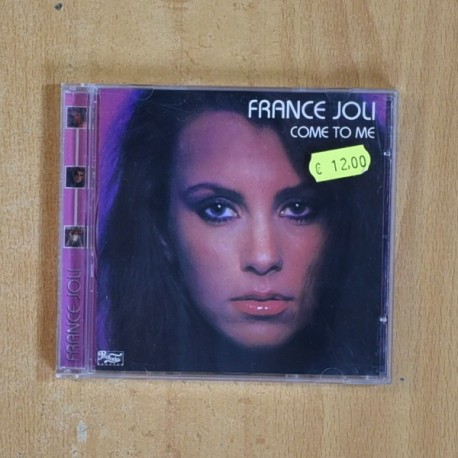 FRANCE JOLI
COME TO ME
€ 12,00
FRANCE JOLI